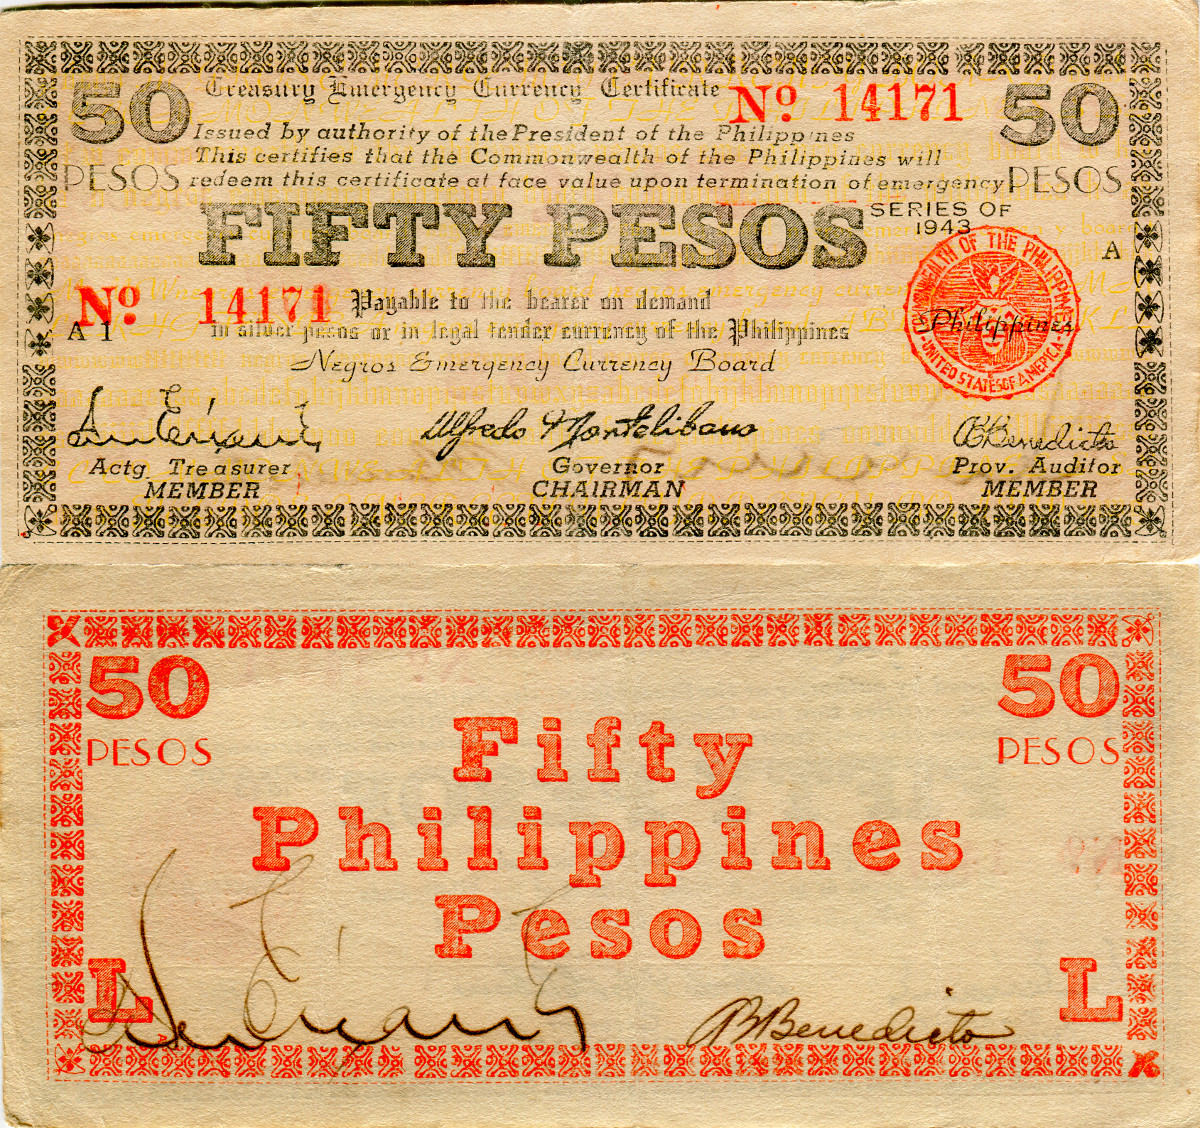 Treasury Emergency Currency Certificate
50 Nº 14171 50
Issued by authority of the President of the Philippines
This certifies that the Commonwealth of the Philippines will
PESOS redeem this certificate at face value upon termination of emergency PESOS
FIFTY PESOS
SERIES OF
1943
A
COMMONWEALTH OF THE PHILIPPINES
Philippines
UNITED STATES OF AMERICA
Nº 14171
A 1
Payable to the bearer on demand
in silver pesos or in legal tender currency of the Philippines
Negros Emergency Currency Board
Alfredo Montelibano BBenedicto
Actg Treasurer Governor Prov. Auditor
MEMBER CHAIRMAN MEMBER
50 50
PESOS PESOS
Fifty
Philippines
Pesos
L L
BBenedicto